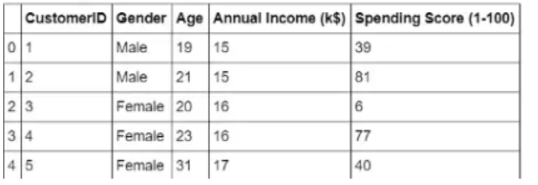 CustomerID Gender Age Annual Income (k$) Spending Score (1-100)
0 1 Male 19 15 39
1 2 Male 21 15 81
2 3 Female 20 16 6
3 4 Female 23 16 77
4 5 Female 31 17 40